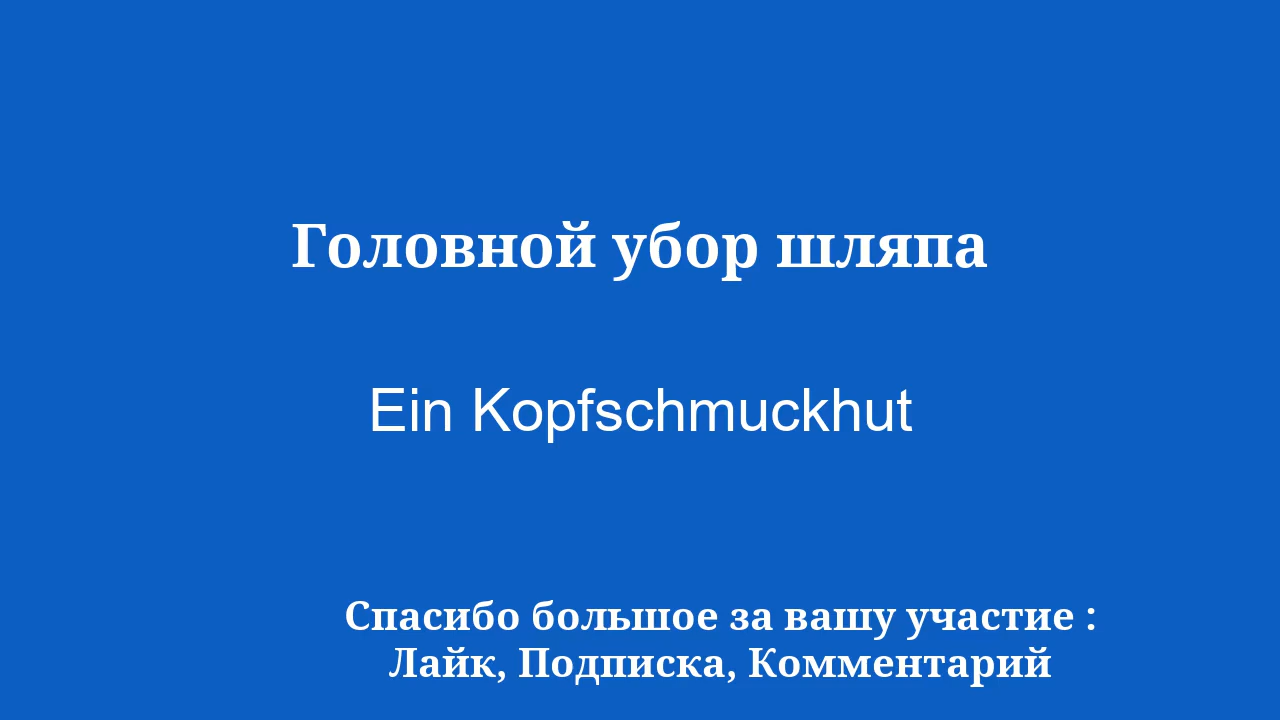 Головной убор шляпа
Ein Kopfschmuckhut
Спасибо большое за вашу участие :
Лайк, Подписка, Комментарий